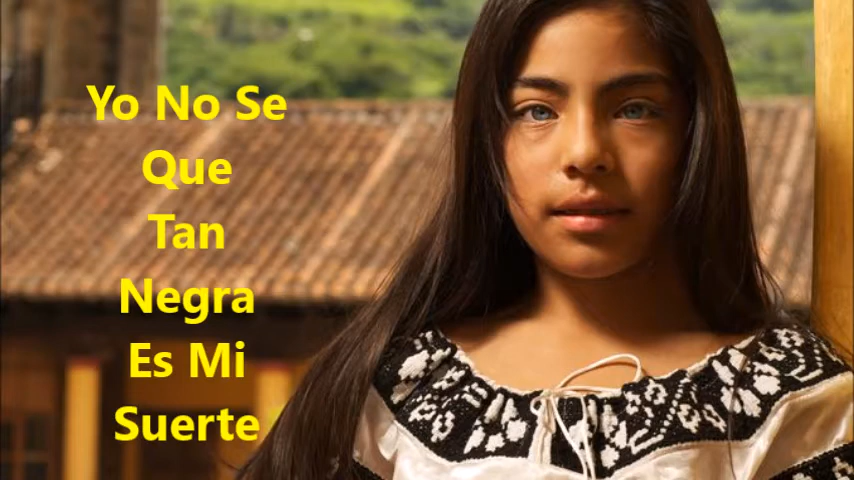 Yo No Se
Que
Tan
Negra
Es Mi
Suerte